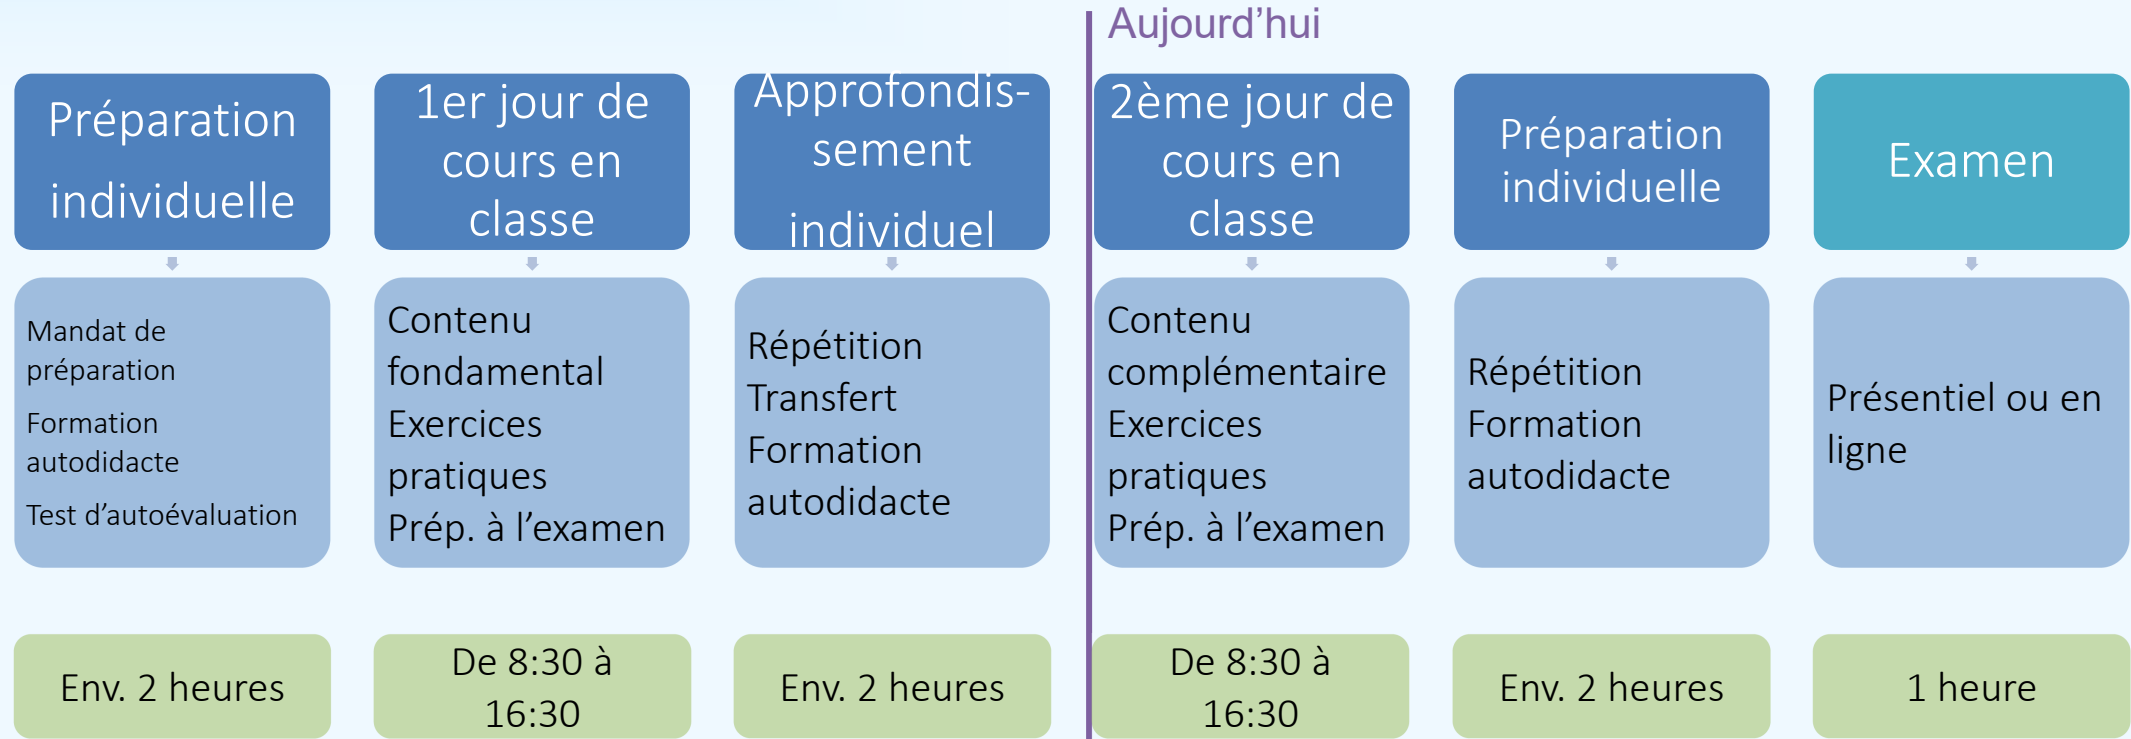 Aujourd’hui
Préparation
individuelle
1er jour de
cours en
classe
Approfondis-
sement
individuel
2ème jour de
cours en
classe
Préparation
individuelle
Examen
Mandat de
préparation
Formation
autodidacte
Test d’autoévaluation
Contenu
fondamental
Exercices
pratiques
Prép. à l’examen
Répétition
Transfert
Formation
autodidacte
Contenu
complémentaire
Exercices
pratiques
Prép. à l’examen
Répétition
Formation
autodidacte
Présentiel ou en
ligne
Env. 2 heures
De 8:30 à
16:30
Env. 2 heures
De 8:30 à
16:30
Env. 2 heures
1 heure